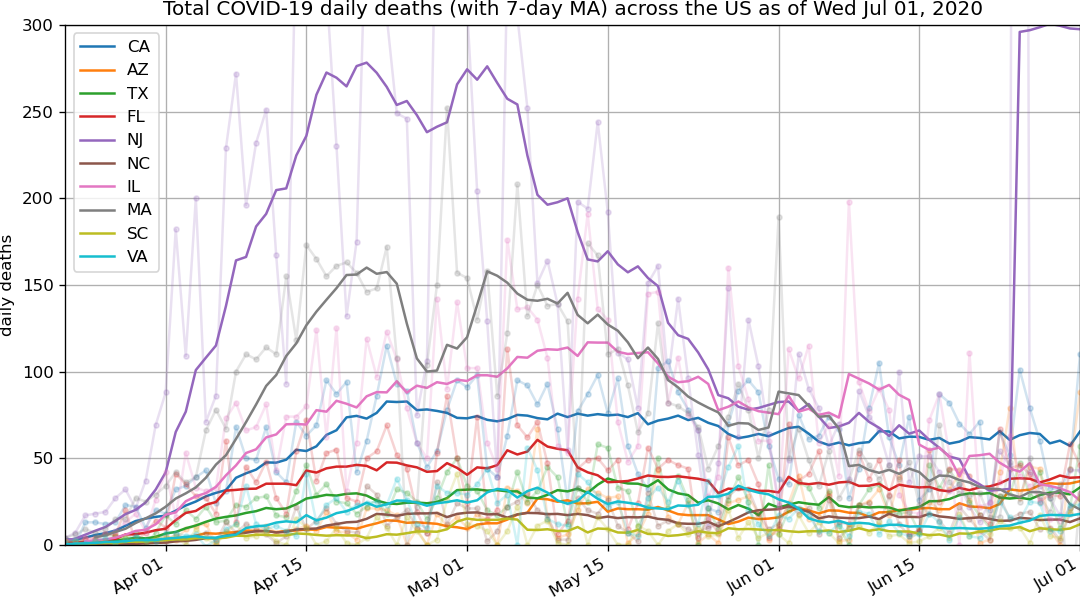 Total COVID-19 daily deaths (with 7-day MA) across the US as of Wed Jul 01, 2020
300
250
200
150
100
50
0
daily deaths
CA
AZ
TX
FL
NJ
NC
IL
MA
SC
VA
Apr 01
Apr 15
May 01
May 15
Jun 01
Jun 15
Jul 01